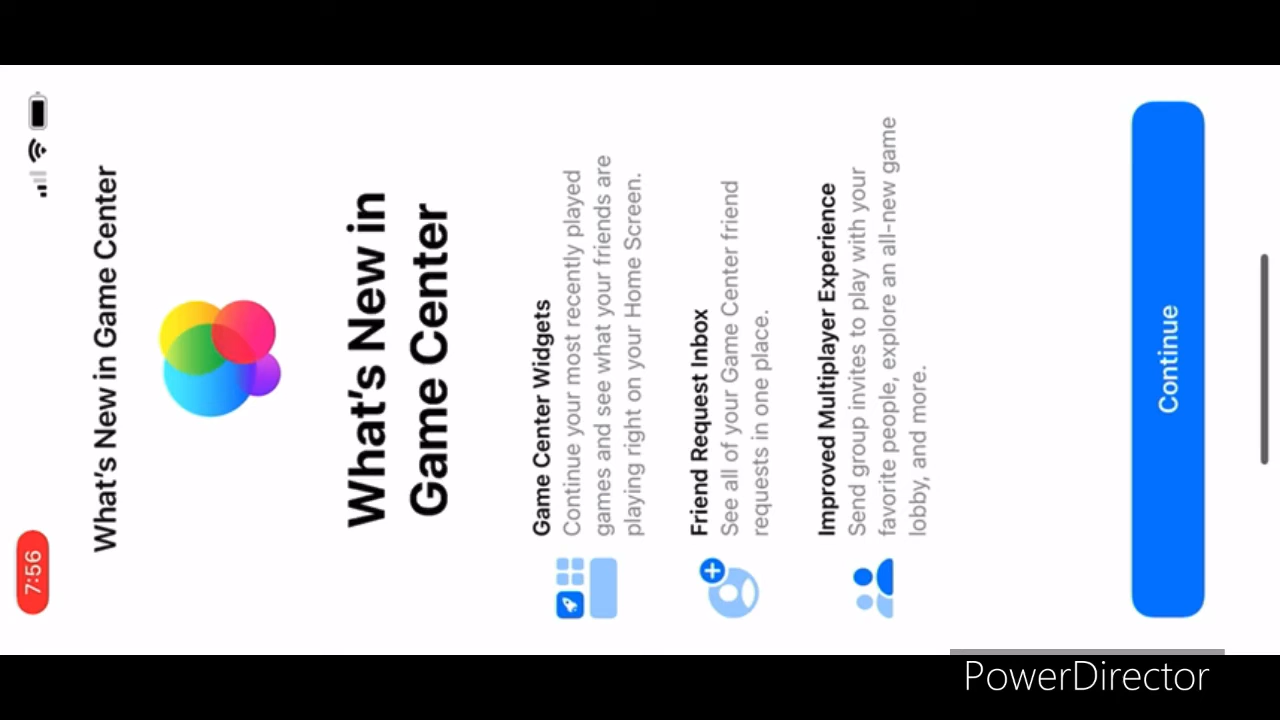 7:56
What's New in Game Center
What's New in
Game Center
Game Center Widgets
Continue your most recently played
games and see what your friends are
playing right on your Home Screen.
Friend Request Inbox
See all of your Game Center friend
requests in one place.
Improved Multiplayer Experience
Send group invites to play with your
favorite people, explore an all-new game
lobby, and more.
Continue
PowerDirector